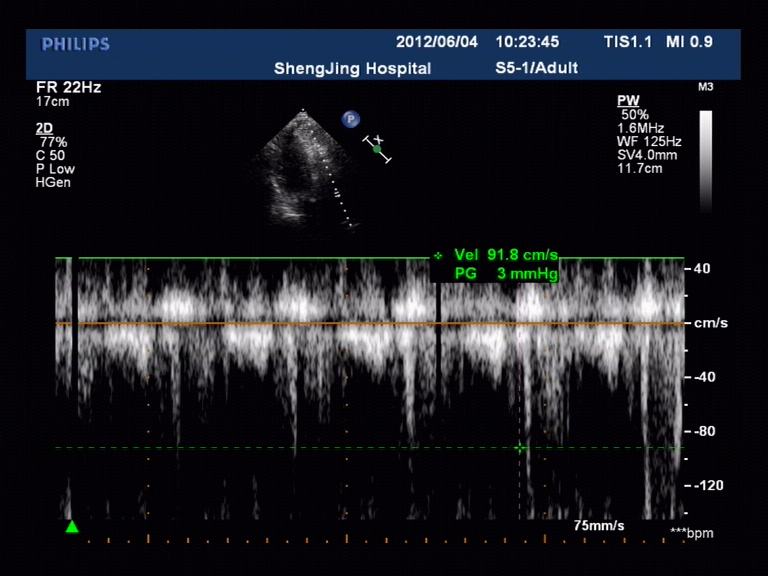 PHILIPS
2012/06/04 10:23:45 TIS1.1 MI 0.9
ShengJing Hospital S5-1/Adult
FR 22Hz
17cm
2D
77%
C 50
P Low
HGen
P
X
M3
PW
50%
1.6MHz
WF 125Hz
SV4.0mm
11.7cm
Vel 91.8 cm/s
PG 3 mmHg
40
cm/s
-40
-80
-120
75mm/s
***bpm